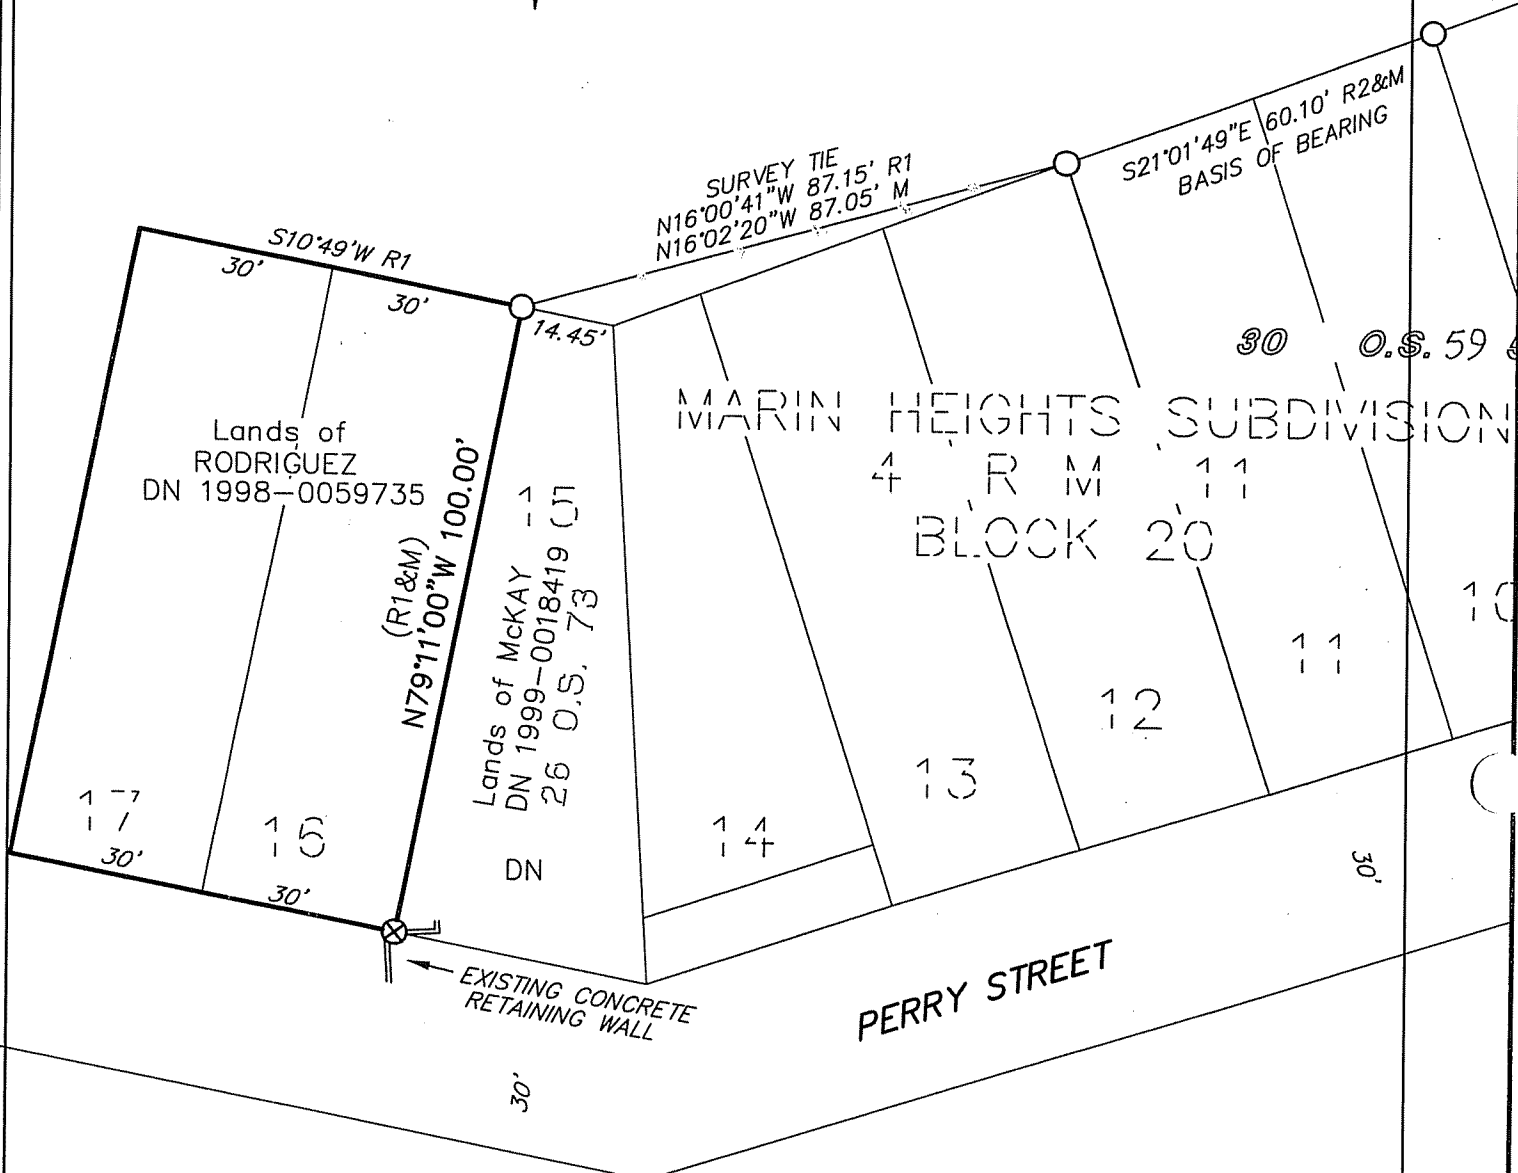 SURVEY TIE
N16°00'41"W 87.15' R1
N16°02'20"W 87.05' M
S21°01'49"E 60.10' R2&M
BASIS OF BEARING
S10°49'W R1
30'
30'
14.45'
30 O.S. 59
MARIN HEIGHTS SUBDIVISION
4 R M 11
BLOCK 20
Lands of
RODRIGUEZ
DN 1998-0059735
(R1&M)
N79°11'00"W 100.00'
15
Lands of McKAY
DN 1999-0018419
26 O.S. 73
DN
17
16
14
13
12
11
10
30'
30'
EXISTING CONCRETE
RETAINING WALL
PERRY STREET
30'
30'